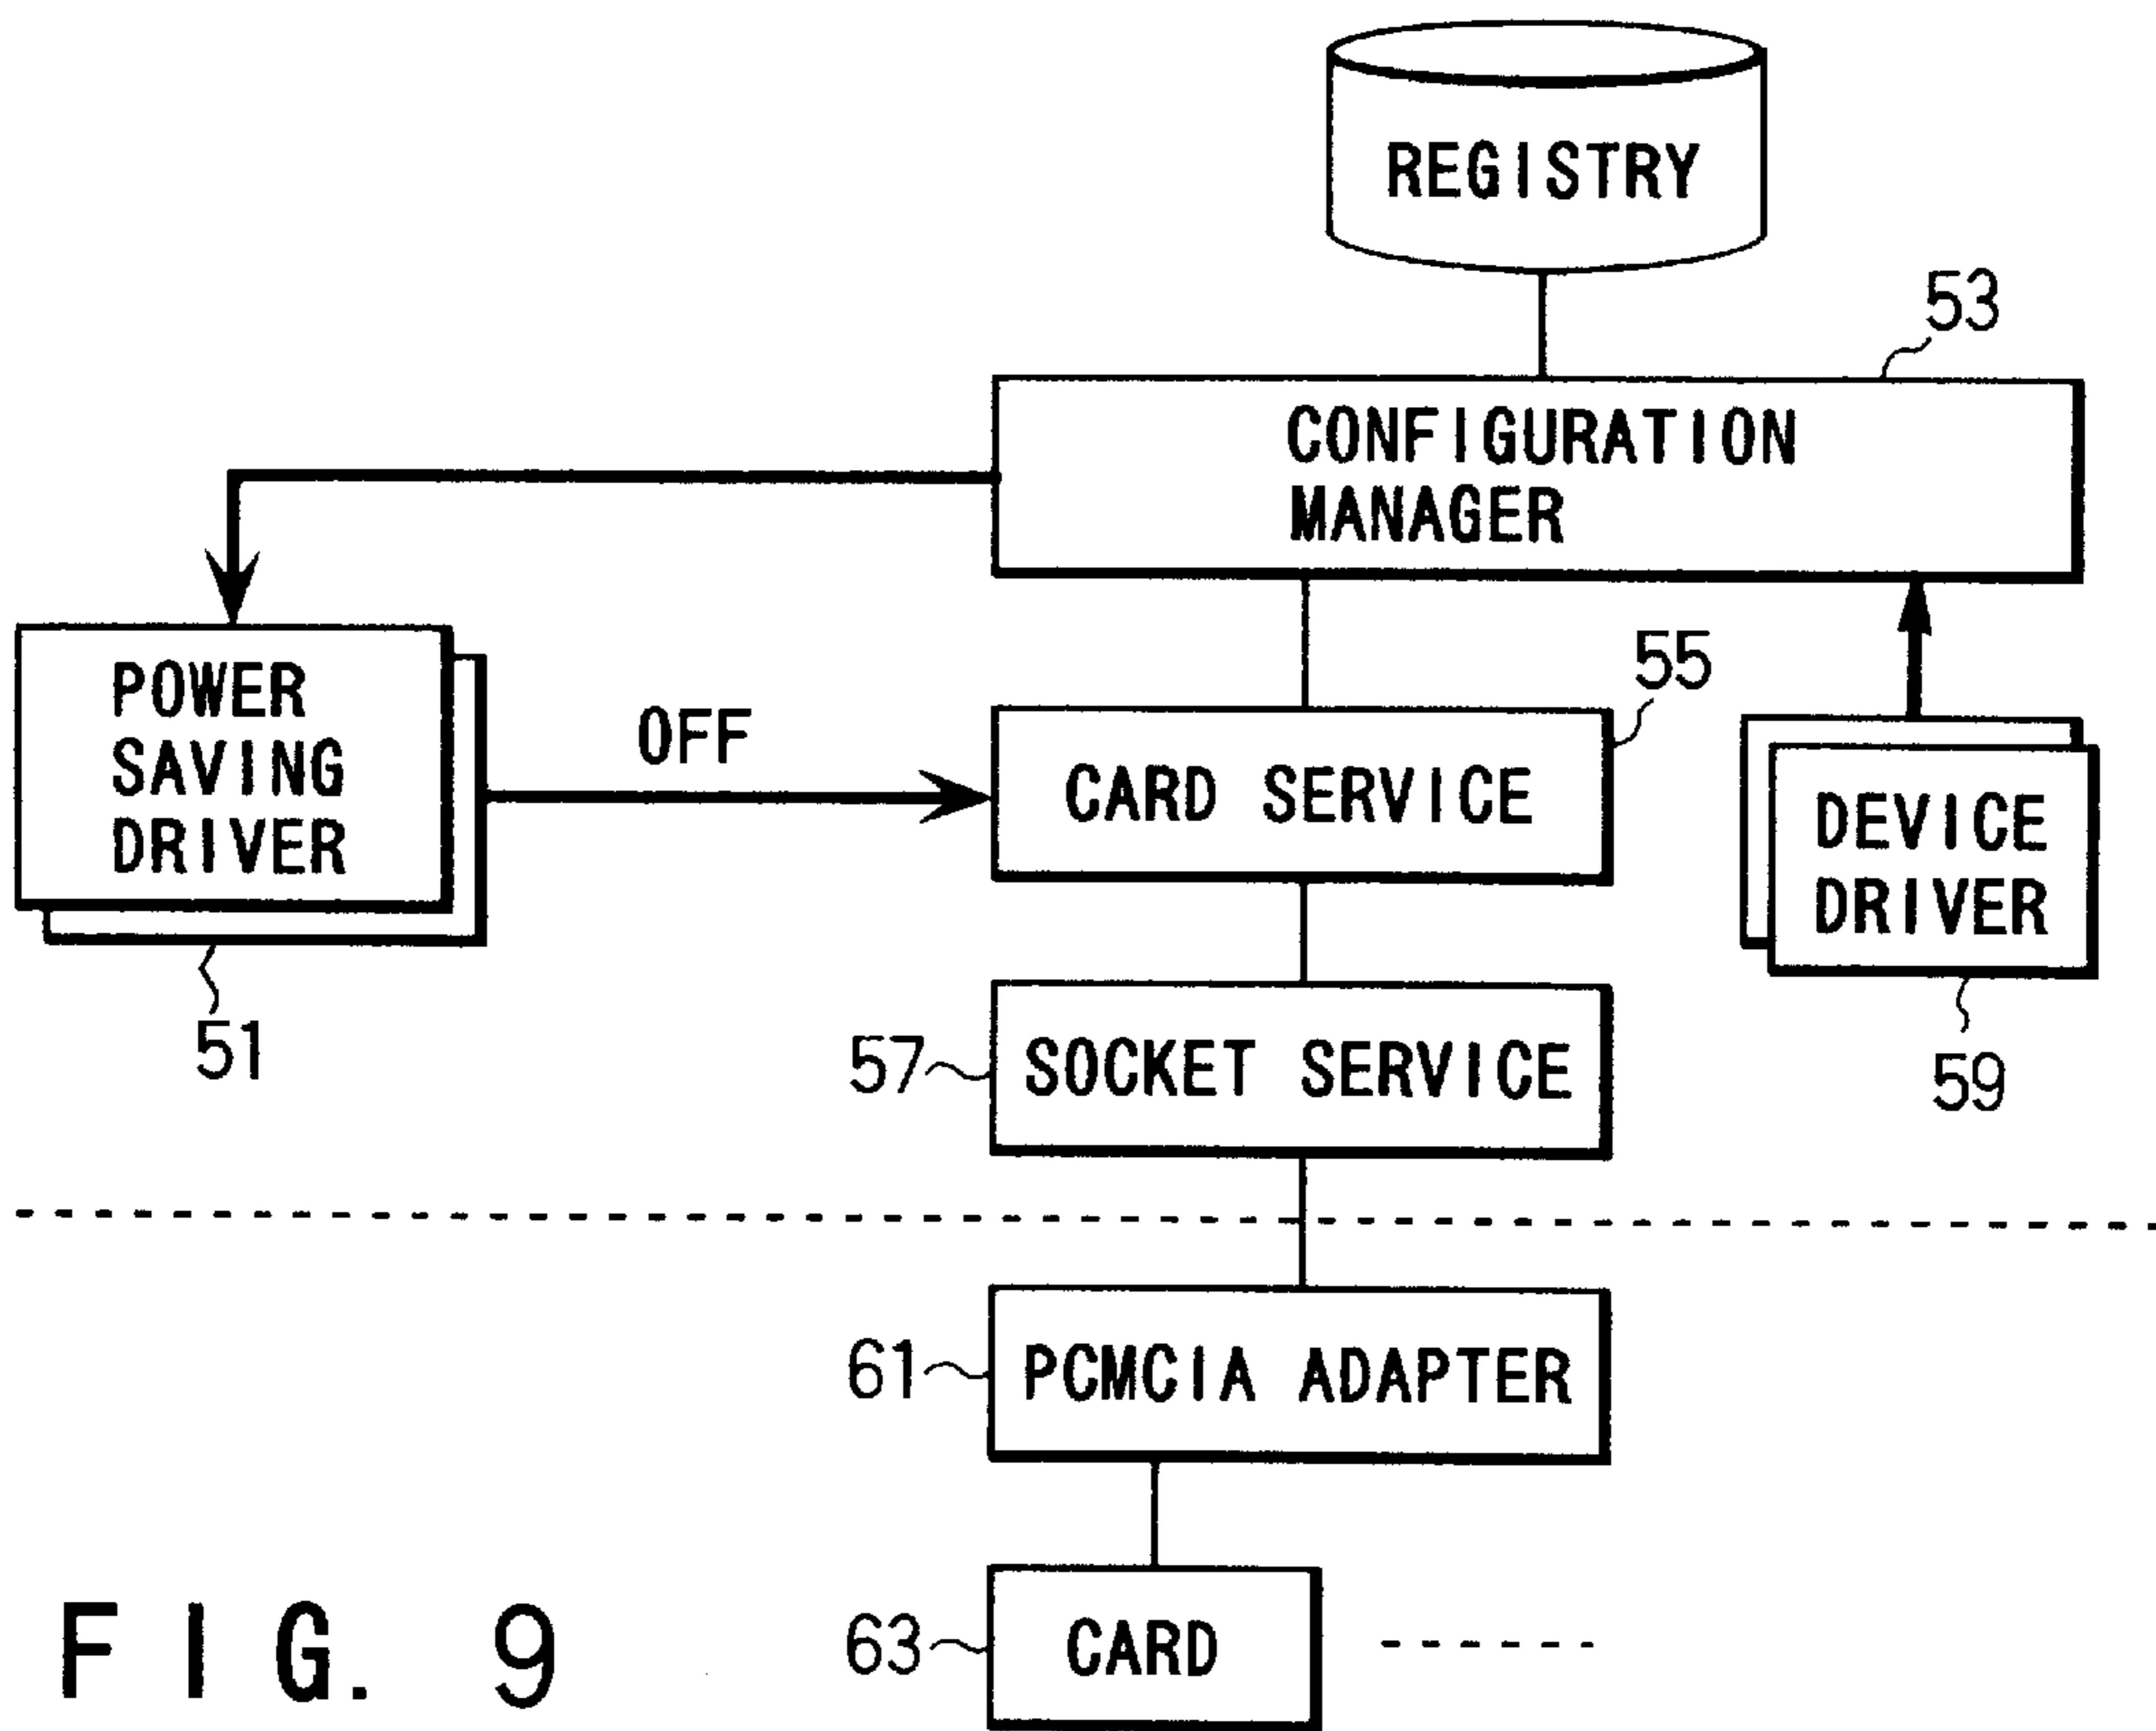 REGISTRY
53
CONFIGURATION
MANAGER
POWER
SAVING
DRIVER
51
OFF
55
CARD SERVICE
DEVICE
DRIVER
59
57
SOCKET SERVICE
61
PCMCIA ADAPTER
63
CARD
FIG. 9